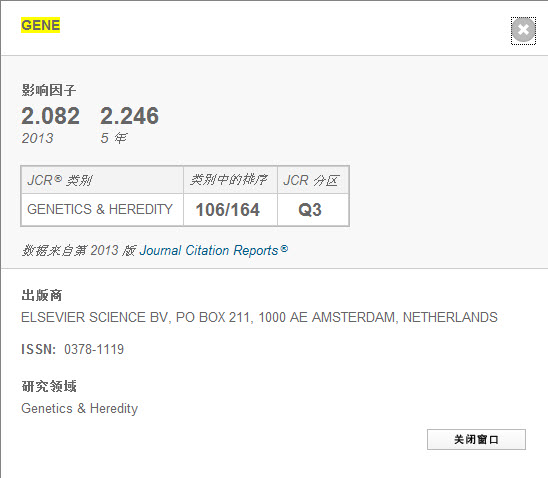 GENE
影响因子
2.082 2.246
2013 5 年
JCR® 类别 类别中的排序 JCR 分区
GENETICS & HEREDITY 106/164 Q3
数据来自第 2013 版 Journal Citation Reports®
出版商
ELSEVIER SCIENCE BV, PO BOX 211, 1000 AE AMSTERDAM, NETHERLANDS
ISSN: 0378-1119
研究领域
Genetics & Heredity
关闭窗口